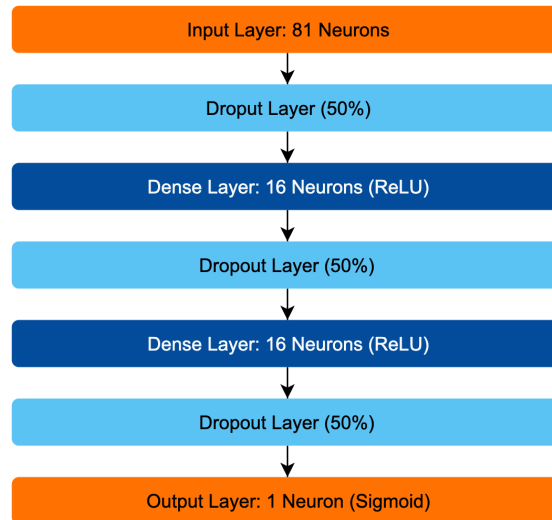 Input Layer: 81 Neurons
Droput Layer (50%)
Dense Layer: 16 Neurons (ReLU)
Dropout Layer (50%)
Dense Layer: 16 Neurons (ReLU)
Dropout Layer (50%)
Output Layer: 1 Neuron (Sigmoid)